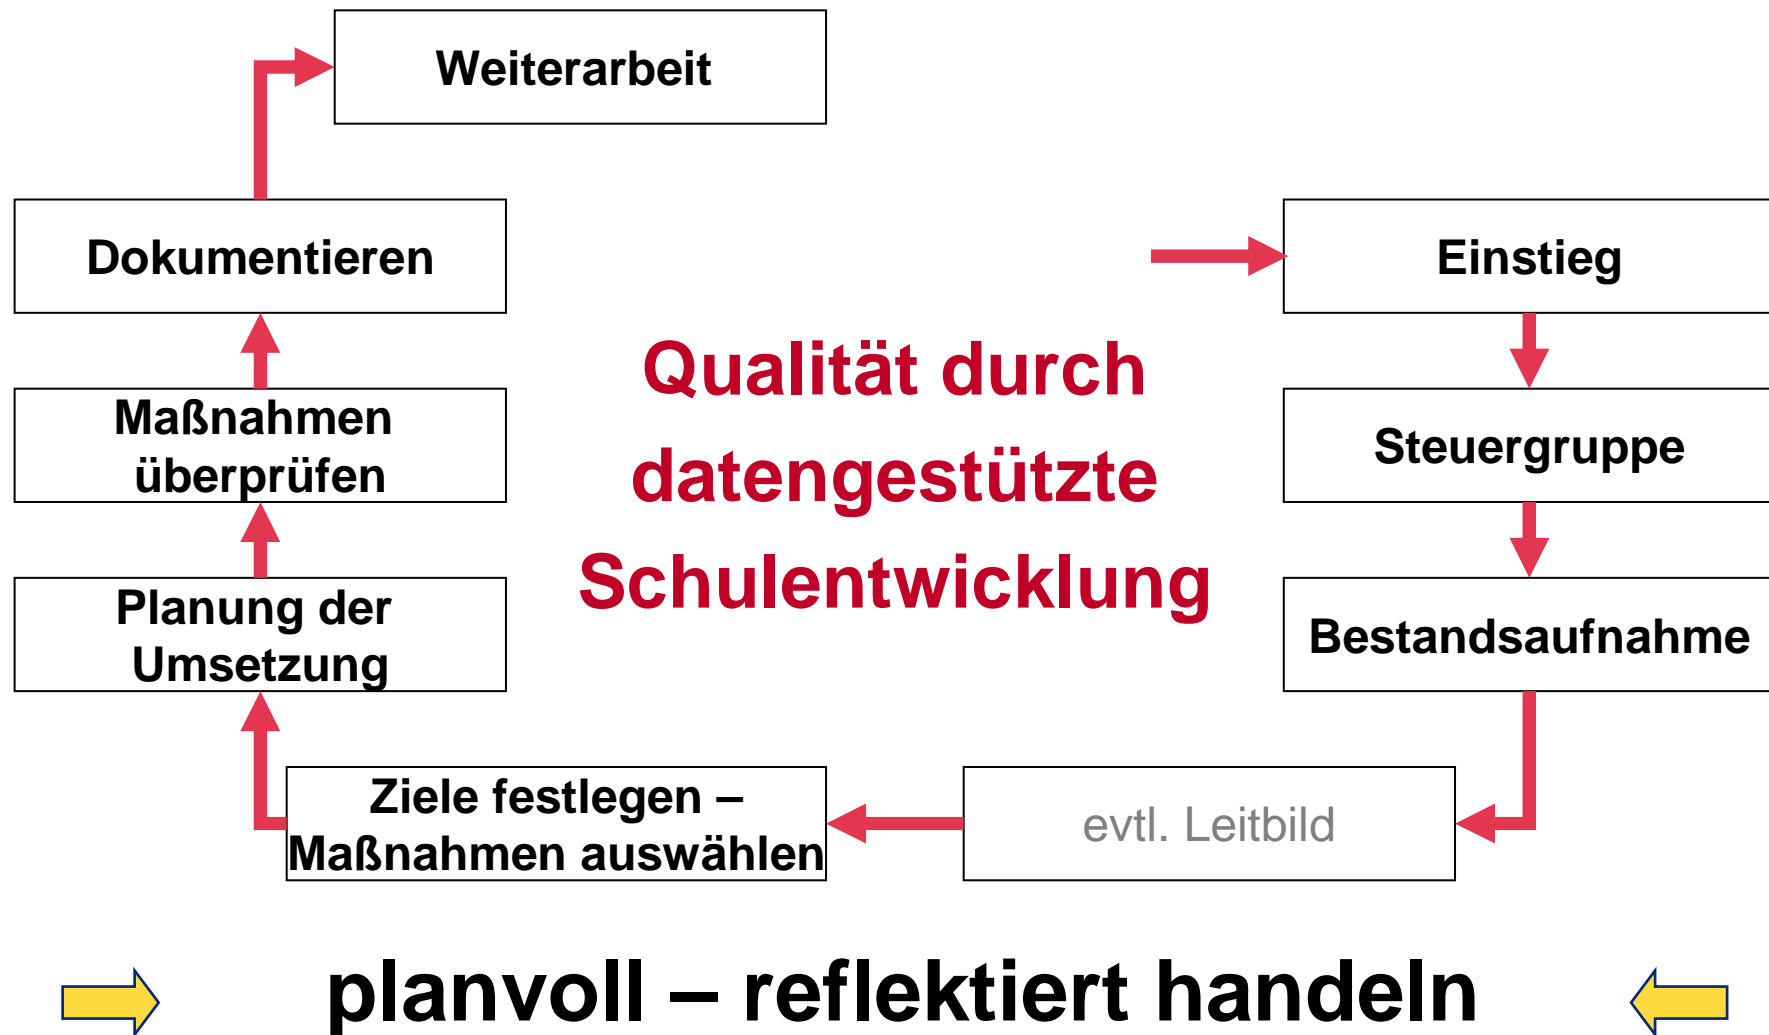 Weiterarbeit
Dokumentieren
Einstieg
Qualität durch
datengestützte
Schulentwicklung
Maßnahmen
überprüfen
Steuergruppe
Planung der
Umsetzung
Bestandsaufnahme
Ziele festlegen –
Maßnahmen auswählen
evtl. Leitbild
planvoll – reflektiert handeln